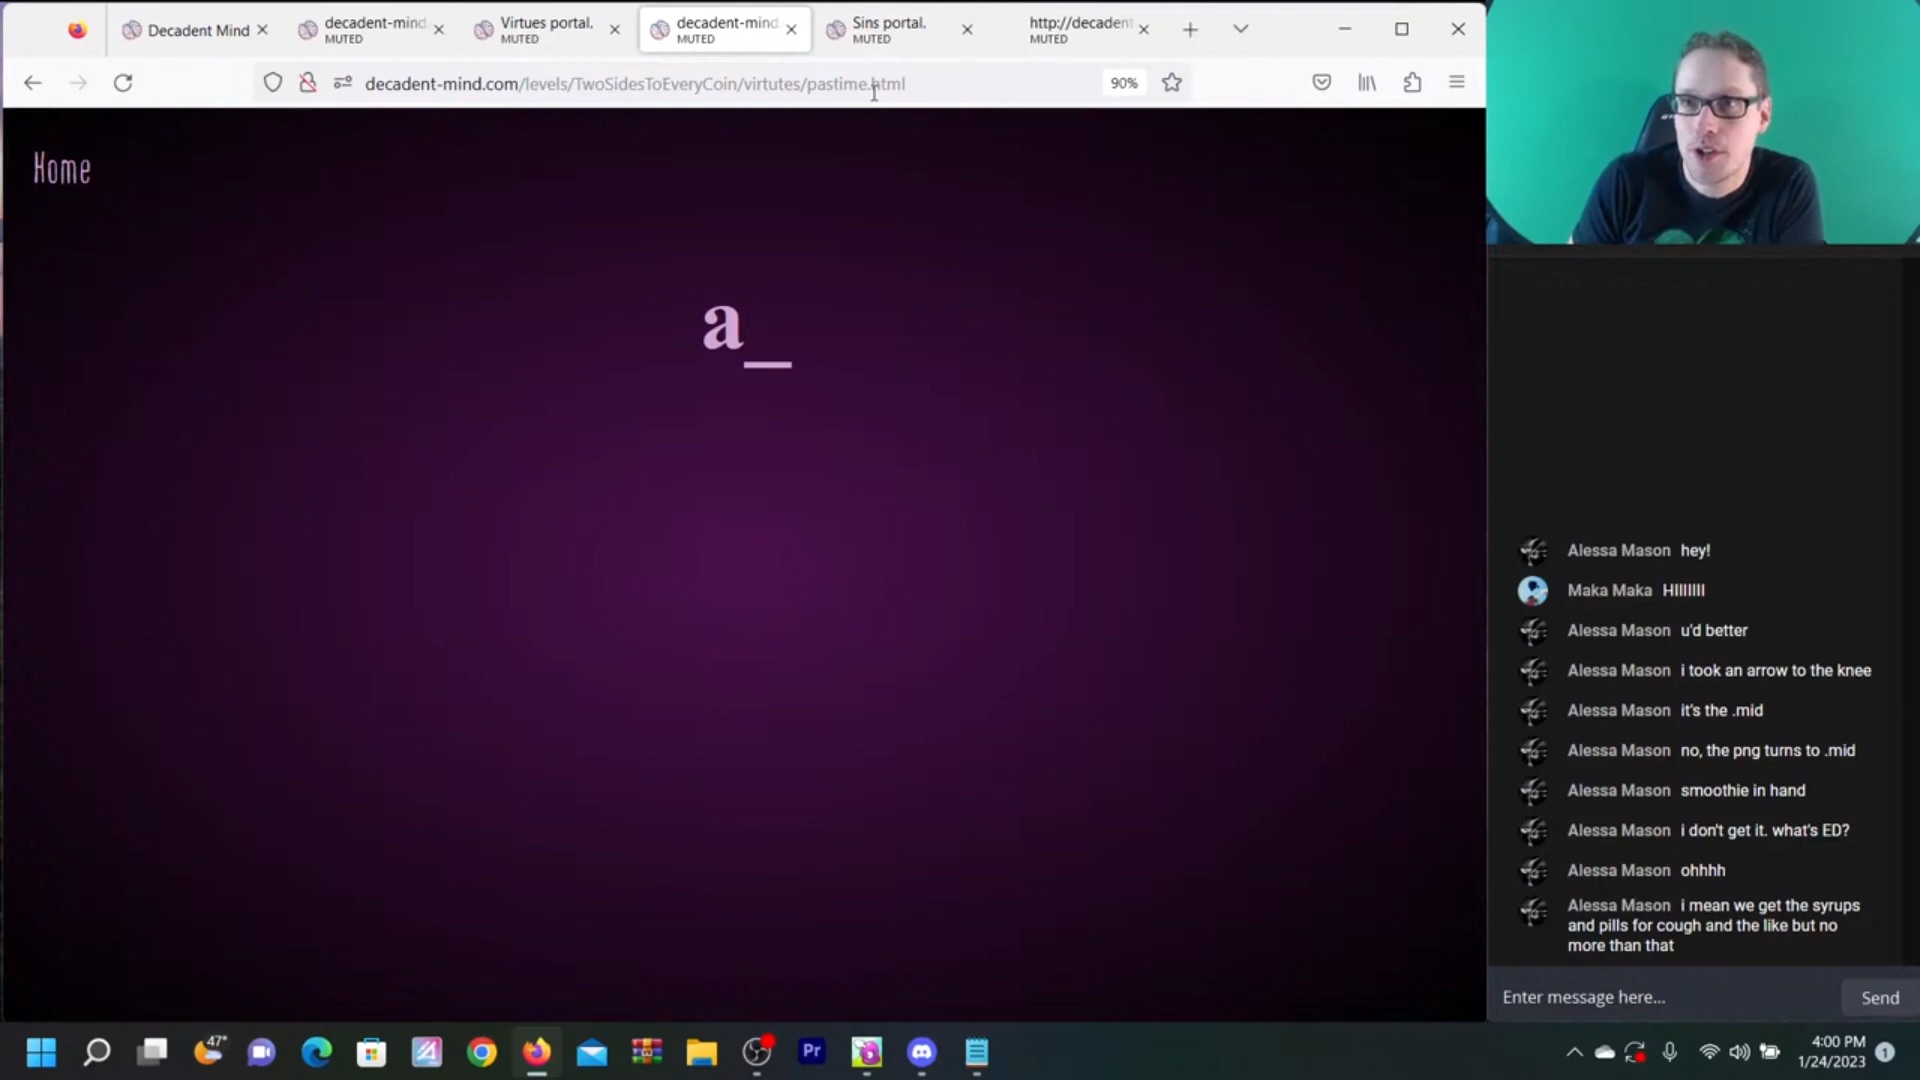 Decadent Mind
decadent-mind.
MUTED
Virtues portal.
MUTED
decadent-mind.
MUTED
Sins portal.
MUTED
http://decadent
MUTED
decadent-mind.com/levels/TwoSidesToEveryCoin/virtutes/pastime.html
90%
Home
a_
Alessa Mason hey!
Maka Maka HIIIIIII
Alessa Mason u'd better
Alessa Mason i took an arrow to the knee
Alessa Mason it's the .mid
Alessa Mason no, the png turns to .mid
Alessa Mason smoothie in hand
Alessa Mason i don't get it. what's ED?
Alessa Mason ohhhh
Alessa Mason i mean we get the syrups
and pills for cough and the like but no
more than that
Enter message here...
Send
47°
Pr
4:00 PM
1/24/2023
1